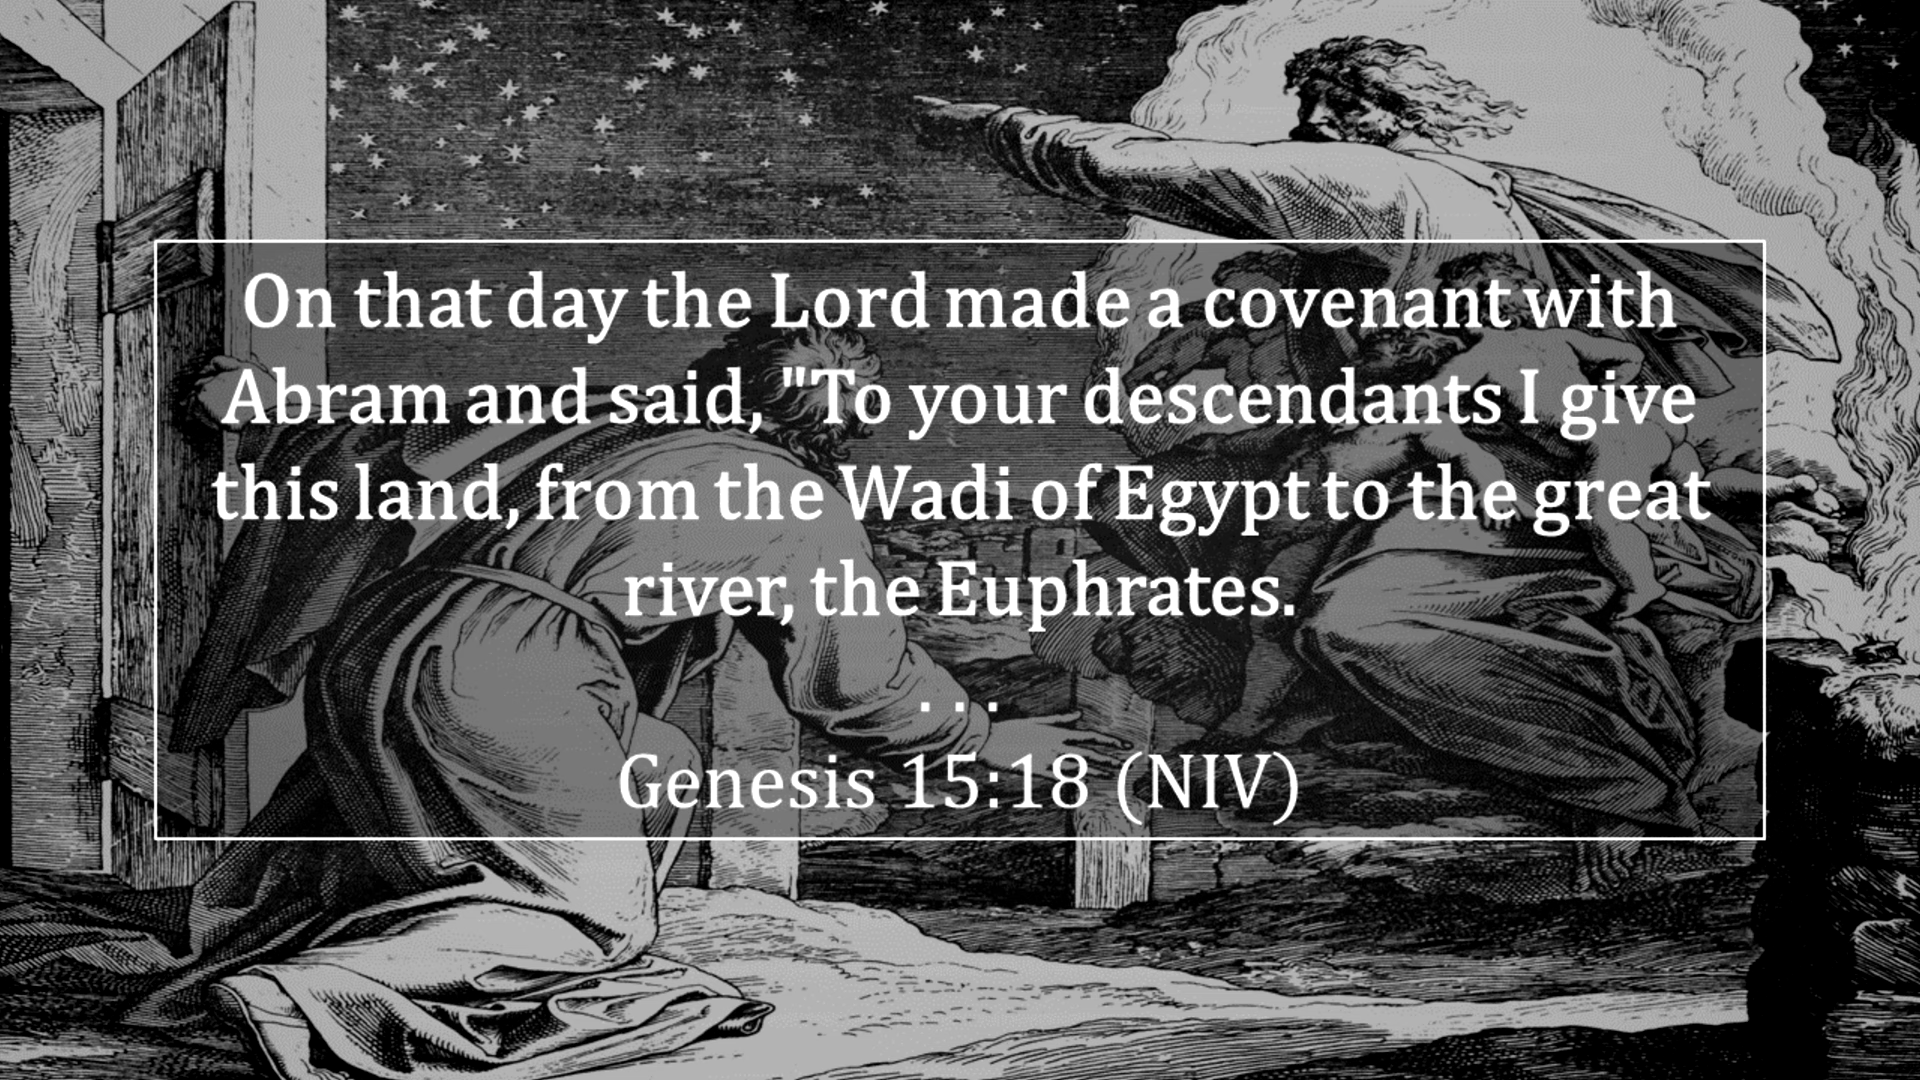 On that day the Lord made a covenant with
Abram and said, "To your descendants I give
this land, from the Wadi of Egypt to the great
river, the Euphrates.
. . .
Genesis 15:18 (NIV)